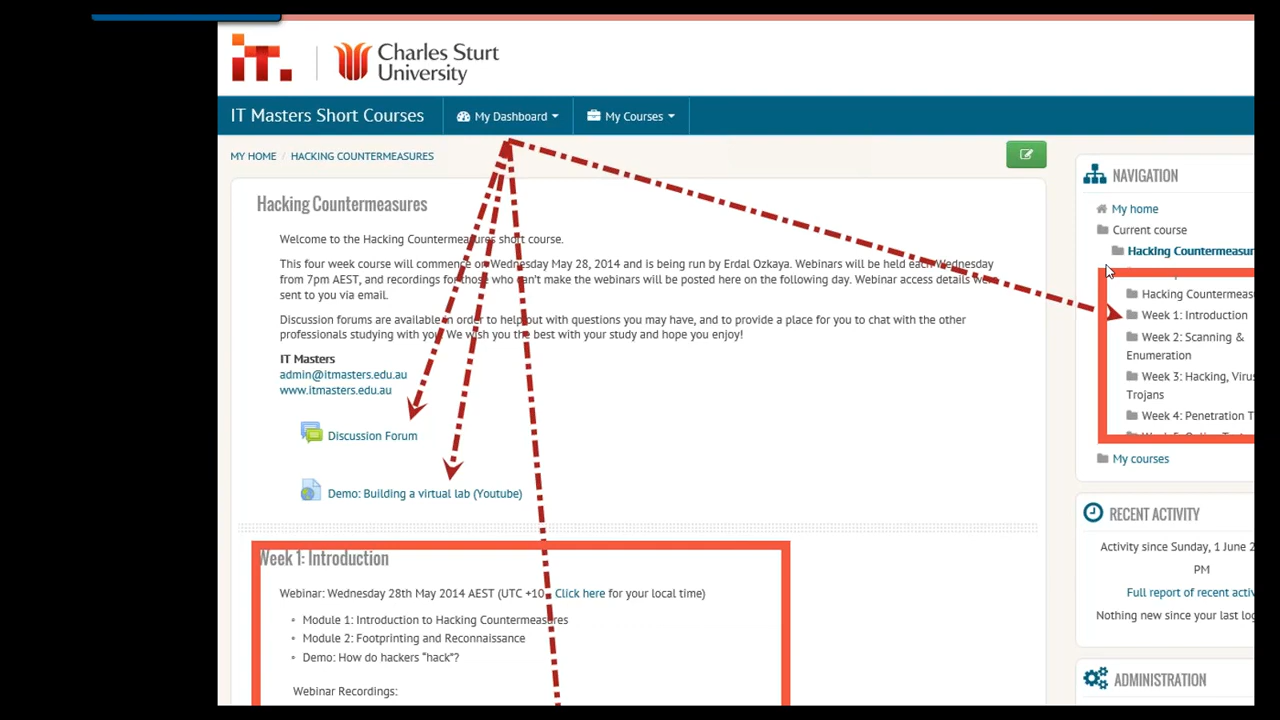 Charles Sturt
University
IT Masters Short Courses
My Dashboard
My Courses
MY HOME / HACKING COUNTERMEASURES
Hacking Countermeasures
Welcome to the Hacking Countermeasures short course.
This four week course will commence on Wednesday May 28, 2014 and is being run by Erdal Ozkaya. Webinars will be held each Wednesday
from 7pm AEST, and recordings for those who can't make the webinars will be posted here on the following day. Webinar access details were
sent to you via email.
Discussion forums are available in order to help out with questions you may have, and to provide a place for you to chat with the other
professionals studying with you. We wish you the best with your study and hope you enjoy!
IT Masters
admin@itmasters.edu.au
www.itmasters.edu.au
Discussion Forum
Demo: Building a virtual lab (Youtube)
Week 1: Introduction
Webinar: Wednesday 28th May 2014 AEST (UTC +10 Click here for your local time)
Module 1: Introduction to Hacking Countermeasures
Module 2: Footprinting and Reconnaissance
Demo: How do hackers “hack”?
Webinar Recordings:
NAVIGATION
My home
Current course
Hacking Countermeasur
Hacking Countermeas
Week 1: Introduction
Week 2: Scanning &
Enumeration
Week 3: Hacking, Viru
Trojans
Week 4: Penetration T
My courses
RECENT ACTIVITY
Activity since Sunday, 1 June 2
PM
Full report of recent activ
Nothing new since your last log
ADMINISTRATION